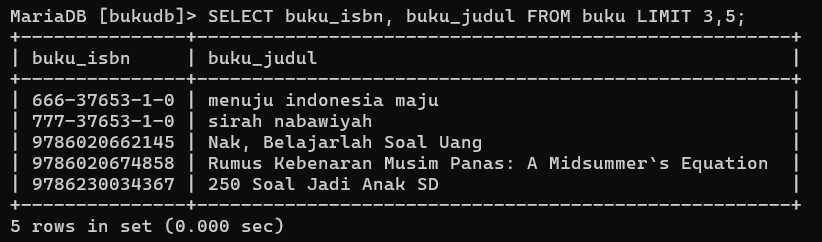 MariaDB [bukudb]> SELECT buku_isbn, buku_judul FROM buku LIMIT 3,5;
+---------------+------------------------------------------------------+
| buku_isbn     | buku_judul                                           |
+---------------+------------------------------------------------------+
| 666-37653-1-0 | menuju indonesia maju                                |
| 777-37653-1-0 | sirah nabawiyah                                      |
| 9786020662145 | Nak, Belajarlah Soal Uang                            |
| 9786020674858 | Rumus Kebenaran Musim Panas: A Midsummer`s Equation  |
| 9786230034367 | 250 Soal Jadi Anak SD                                |
+---------------+------------------------------------------------------+
5 rows in set (0.000 sec)